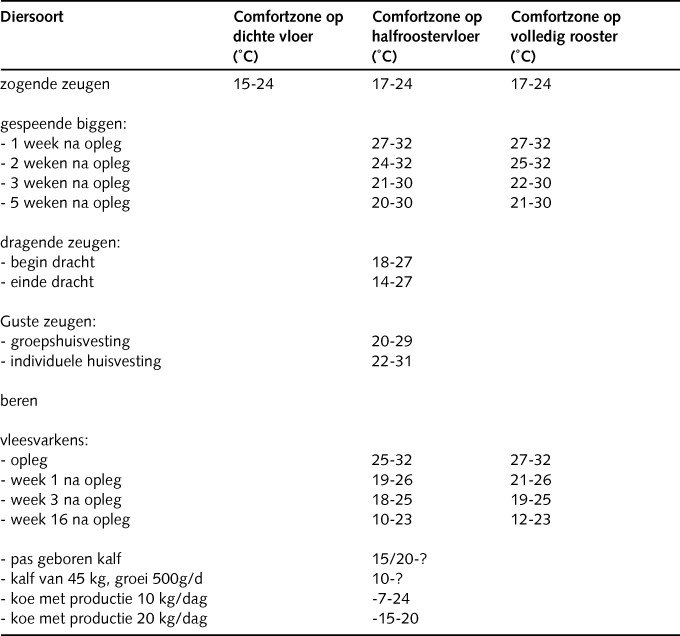 Diersoort Comfortzone op Comfortzone op Comfortzone op
dichte vloer halfroostervloer volledig rooster
(˚C) (˚C) (˚C)
zogende zeugen 15-24 17-24 17-24
gespeende biggen:
- 1 week na opleg 27-32 27-32
- 2 weken na opleg 24-32 25-32
- 3 weken na opleg 21-30 22-30
- 5 weken na opleg 20-30 21-30
dragende zeugen:
- begin dracht 18-27
- einde dracht 14-27
Guste zeugen:
- groepshuisvesting 20-29
- individuele huisvesting 22-31
beren
vleesvarkens:
- opleg 25-32 27-32
- week 1 na opleg 19-26 21-26
- week 3 na opleg 18-25 19-25
- week 16 na opleg 10-23 12-23
- pas geboren kalf 15/20-?
- kalf van 45 kg, groei 500g/d 10-?
- koe met productie 10 kg/dag -7-24
- koe met productie 20 kg/dag -15-20